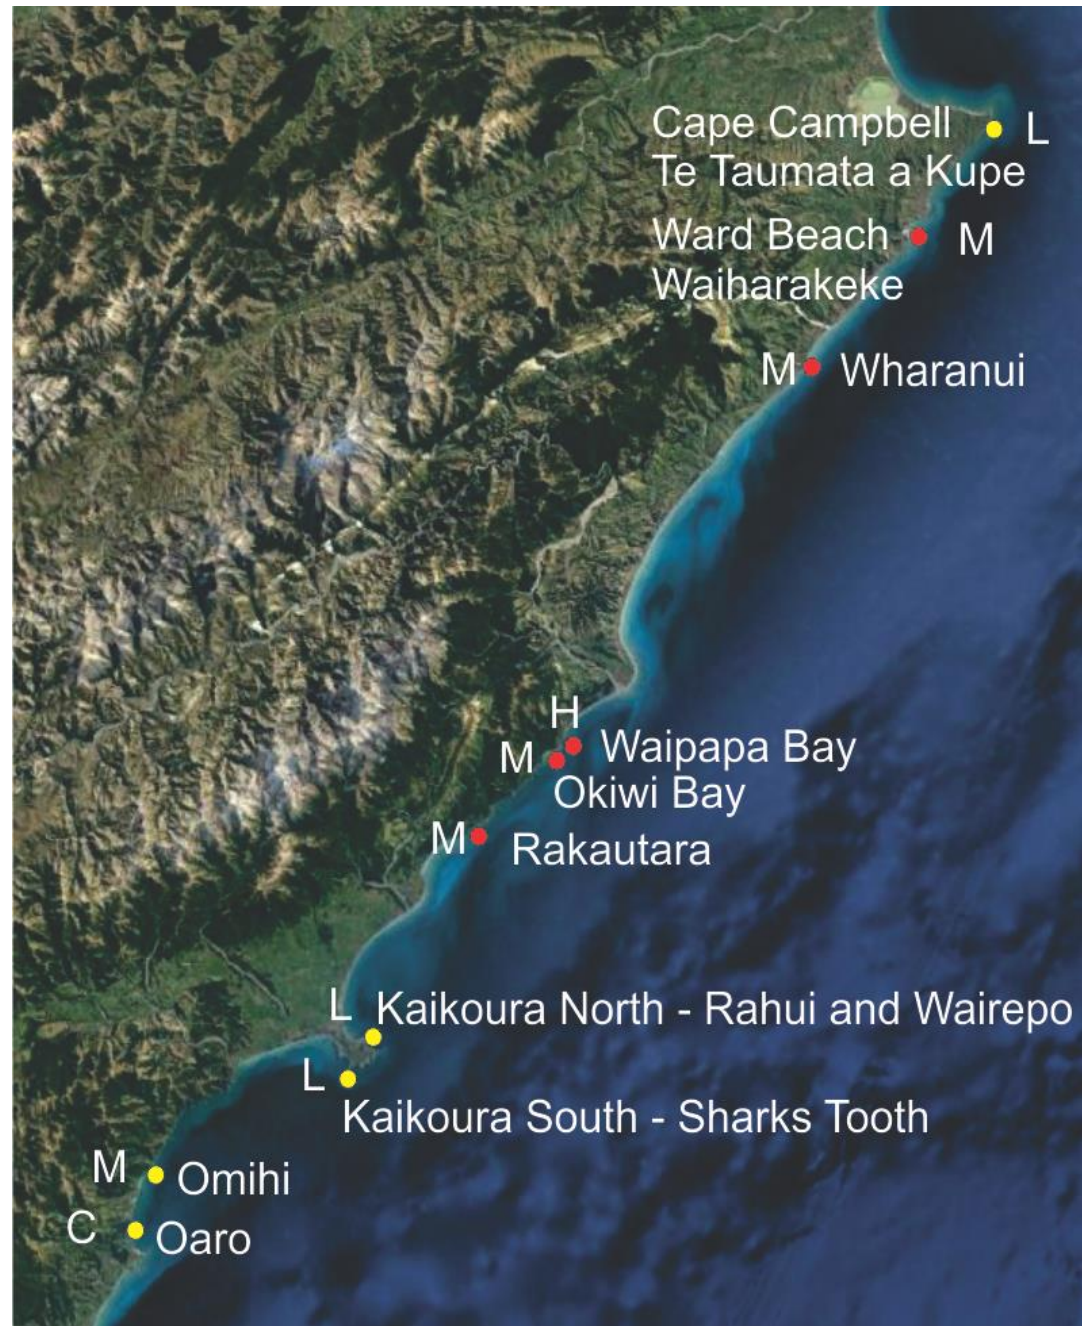 Cape Campbell L
Te Taumata a Kupe
Ward Beach M
Waiharakeke
M Wharanui
H
M Waipapa Bay
Okiwi Bay
M Rakautara
L Kaikoura North - Rahui and Wairepo
L
Kaikoura South - Sharks Tooth
M Omihi
C Oaro